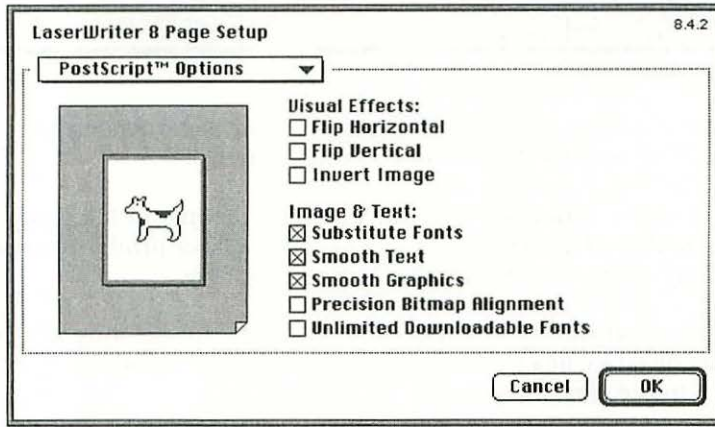 LaserWriter 8 Page Setup
8.4.2
PostScript™ Options
Visual Effects:
Flip Horizontal
Flip Vertical
Invert Image
Image & Text:
Substitute Fonts
Smooth Text
Smooth Graphics
Precision Bitmap Alignment
Unlimited Downloadable Fonts
Cancel
OK